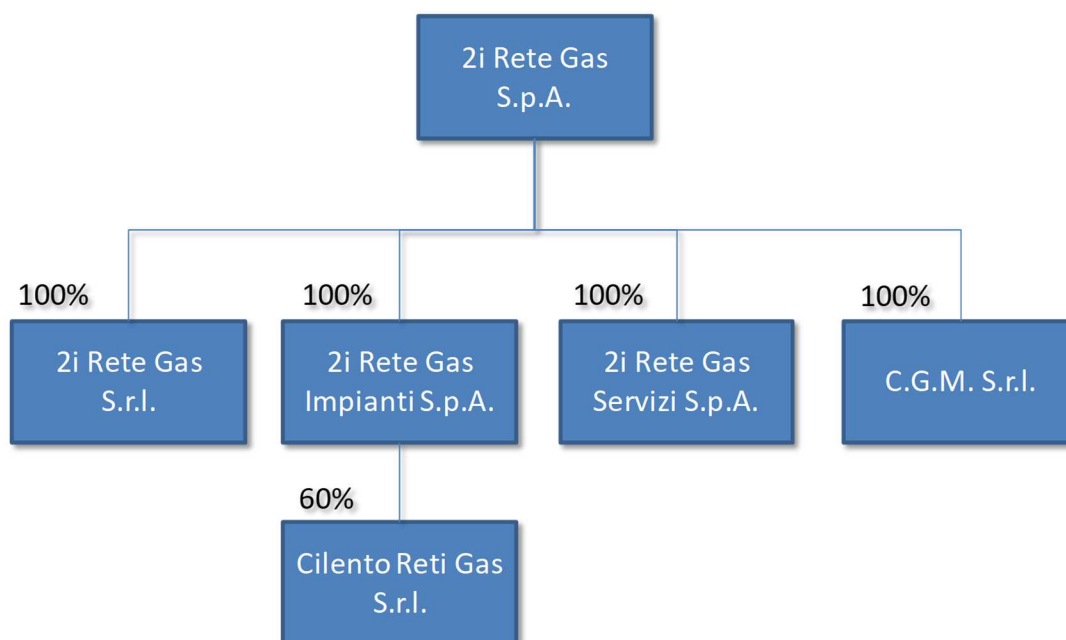 2i Rete Gas
S.p.A.
100%
100%
100%
100%
2i Rete Gas
S.r.l.
2i Rete Gas
Impianti S.p.A.
2i Rete Gas
Servizi S.p.A.
C.G.M. S.r.l.
60%
Cilento Reti Gas
S.r.l.